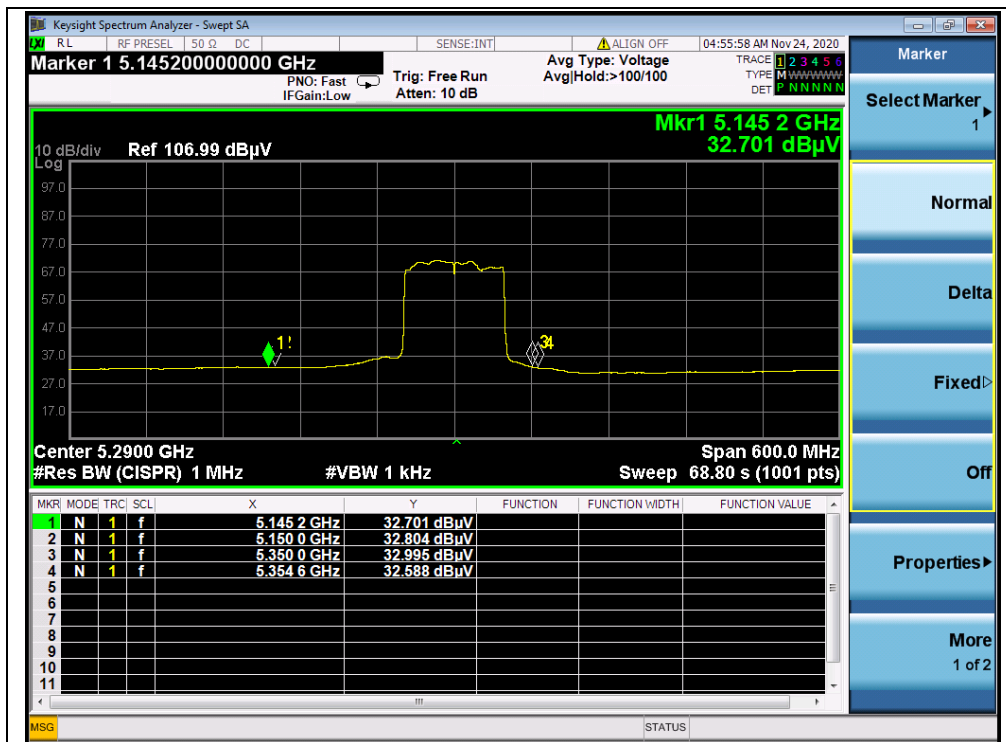 Keysight Spectrum Analyzer - Swept SA
LXI RL RF PRESEL 50 Ω DC SENSE:INT ALIGN OFF 04:55:58 AM Nov 24, 2020
Marker 1 5.145200000000 GHz
PNO: Fast
IFGain:Low
Trig: Free Run
Atten: 10 dB
Avg Type: Voltage
Avg|Hold:>100/100
TRACE 1 2 3 4 5 6
TYPE M WWWWW
DET P N N N N N
Mkr1 5.145 2 GHz
32.701 dBµV
10 dB/div Ref 106.99 dBµV
Log
97.0
87.0
77.0
67.0
57.0
47.0
37.0
27.0
17.0
1
34
Center 5.2900 GHz Span 600.0 MHz
#Res BW (CISPR) 1 MHz #VBW 1 kHz Sweep 68.80 s (1001 pts)
MKR MODE TRC SCL X Y FUNCTION FUNCTION WIDTH FUNCTION VALUE
1 N 1 f 5.145 2 GHz 32.701 dBµV
2 N 1 f 5.150 0 GHz 32.804 dBµV
3 N 1 f 5.350 0 GHz 32.995 dBµV
4 N 1 f 5.354 6 GHz 32.588 dBµV
5
6
7
8
9
10
11
MSG STATUS
Marker
Select Marker
1
Normal
Delta
Fixed
Off
Properties
More
1 of 2